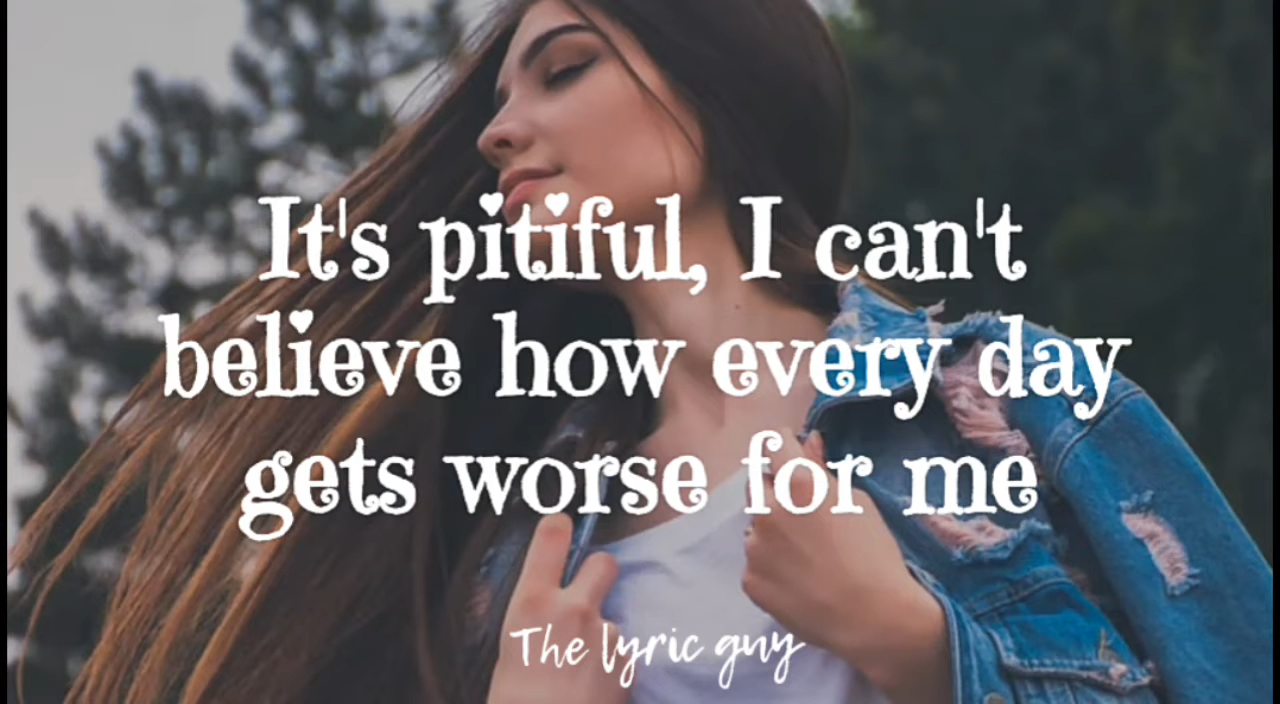 It's pitiful, I can't
believe how every day
gets worse for me
The lyric guy